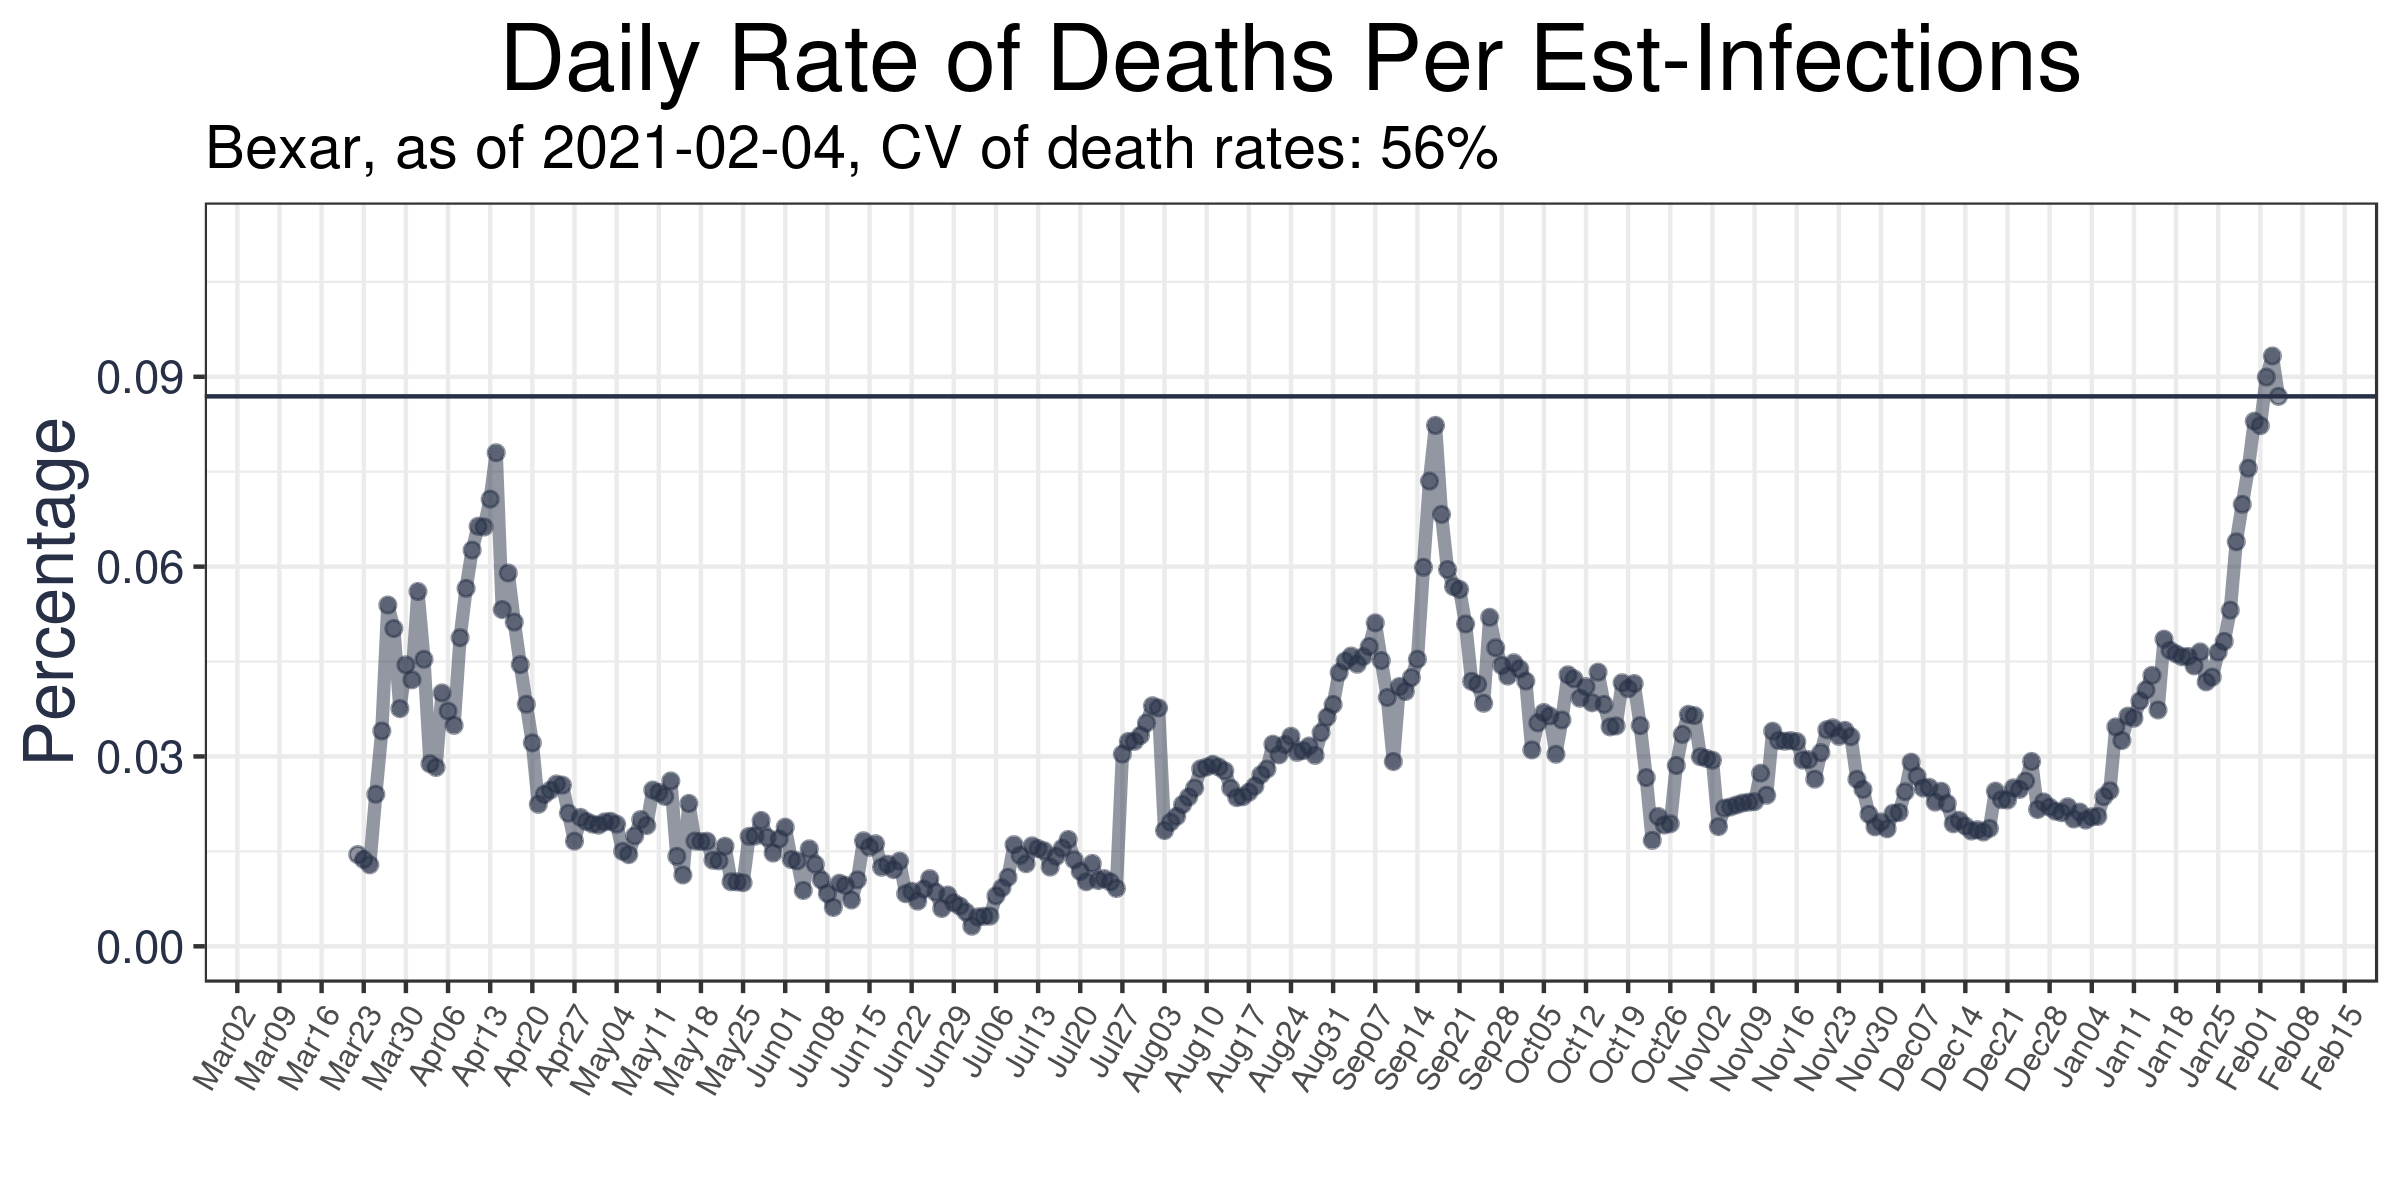 Daily Rate of Deaths Per Est-Infections
Bexar, as of 2021-02-04, CV of death rates: 56%
Percentage
0.09
0.06
0.03
0.00
Mar02
Mar09
Mar16
Mar23
Mar30
Apr06
Apr13
Apr20
Apr27
May04
May11
May18
May25
Jun01
Jun08
Jun15
Jun22
Jun29
Jul06
Jul13
Jul20
Jul27
Aug03
Aug10
Aug17
Aug24
Aug31
Sep07
Sep14
Sep21
Sep28
Oct05
Oct12
Oct19
Oct26
Nov02
Nov09
Nov16
Nov23
Nov30
Dec07
Dec14
Dec21
Dec28
Jan04
Jan11
Jan18
Jan25
Feb01
Feb08
Feb15